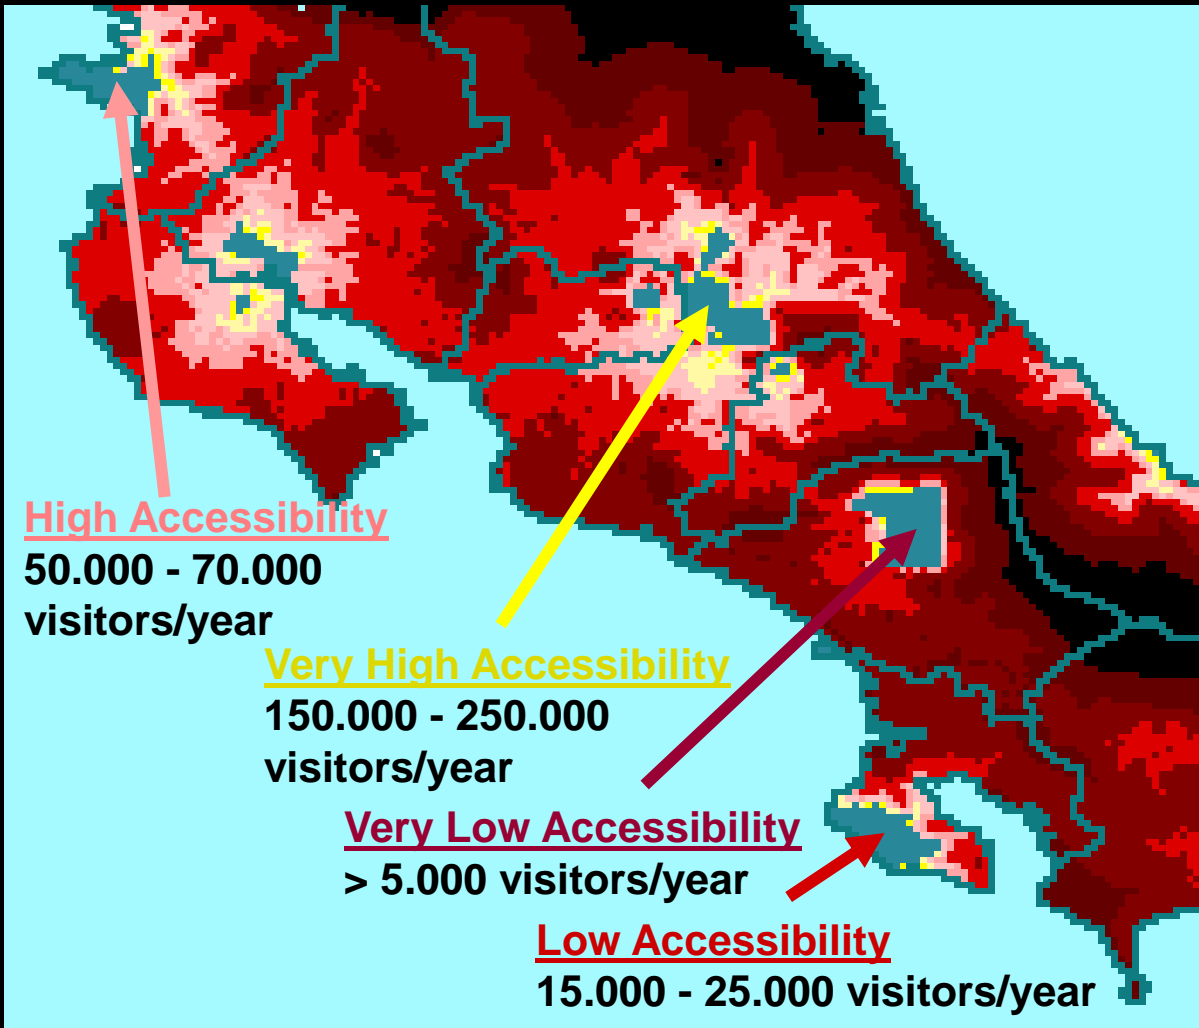 High Accessibility
50.000 - 70.000
visitors/year
Very High Accessibility
150.000 - 250.000
visitors/year
Very Low Accessibility
> 5.000 visitors/year
Low Accessibility
15.000 - 25.000 visitors/year